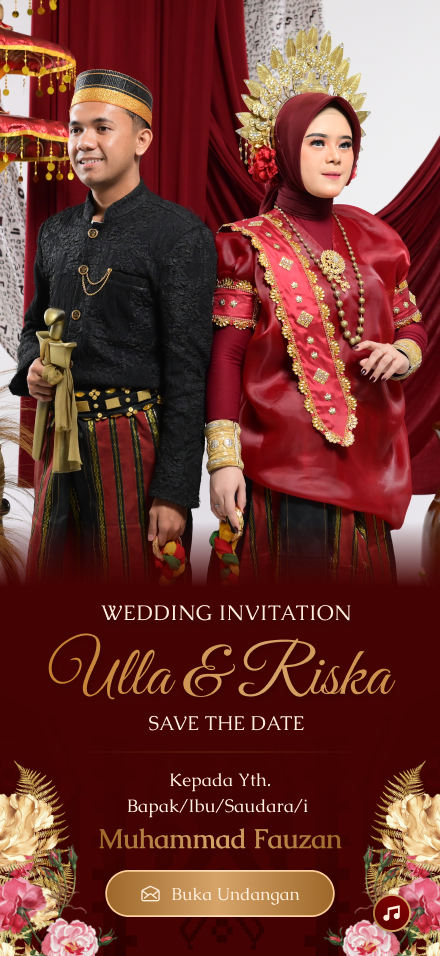 WEDDING INVITATION
Ulla & Riska
SAVE THE DATE
Kepada Yth.
Bapak/Ibu/Saudara/i
Muhammad Fauzan
Buka Undangan